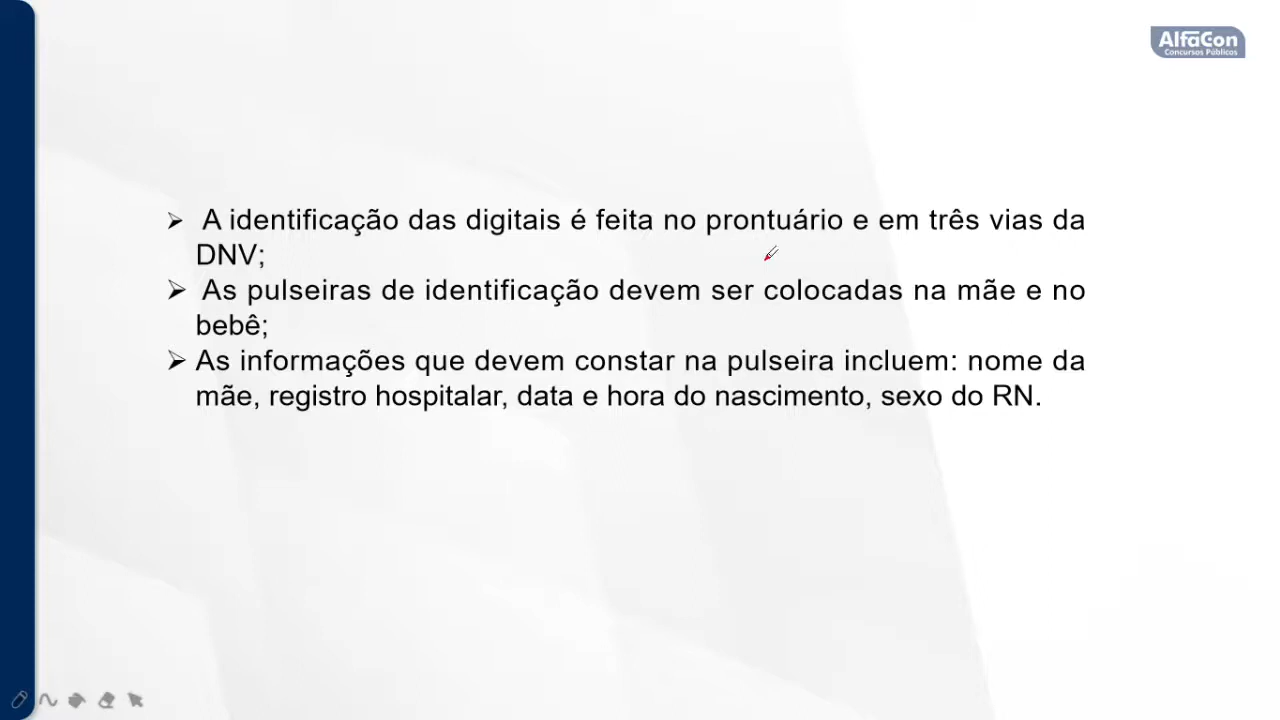 AlfaCon
Concursos Públicos
➢ A identificação das digitais é feita no prontuário e em três vias da
DNV;
➢ As pulseiras de identificação devem ser colocadas na mãe e no
bebê;
➢ As informações que devem constar na pulseira incluem: nome da
mãe, registro hospitalar, data e hora do nascimento, sexo do RN.